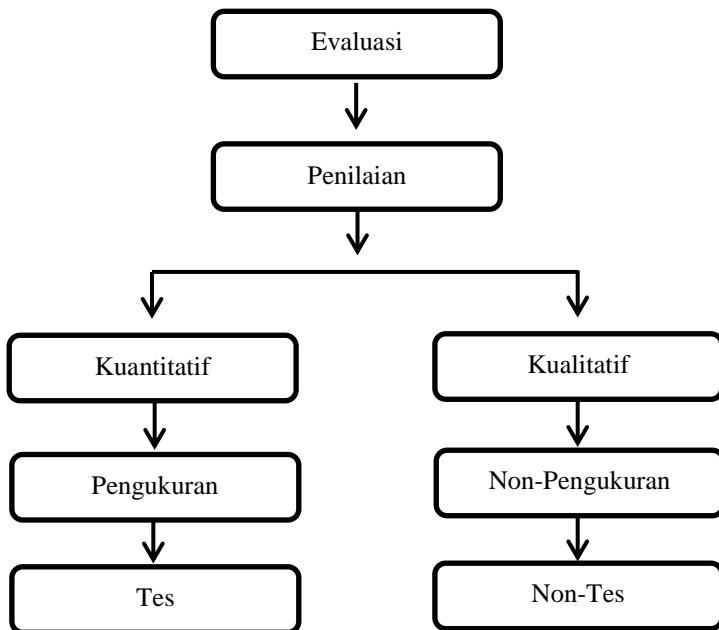 Evaluasi
Penilaian
Kuantitatif
Kualitatif
Pengukuran
Non-Pengukuran
Tes
Non-Tes